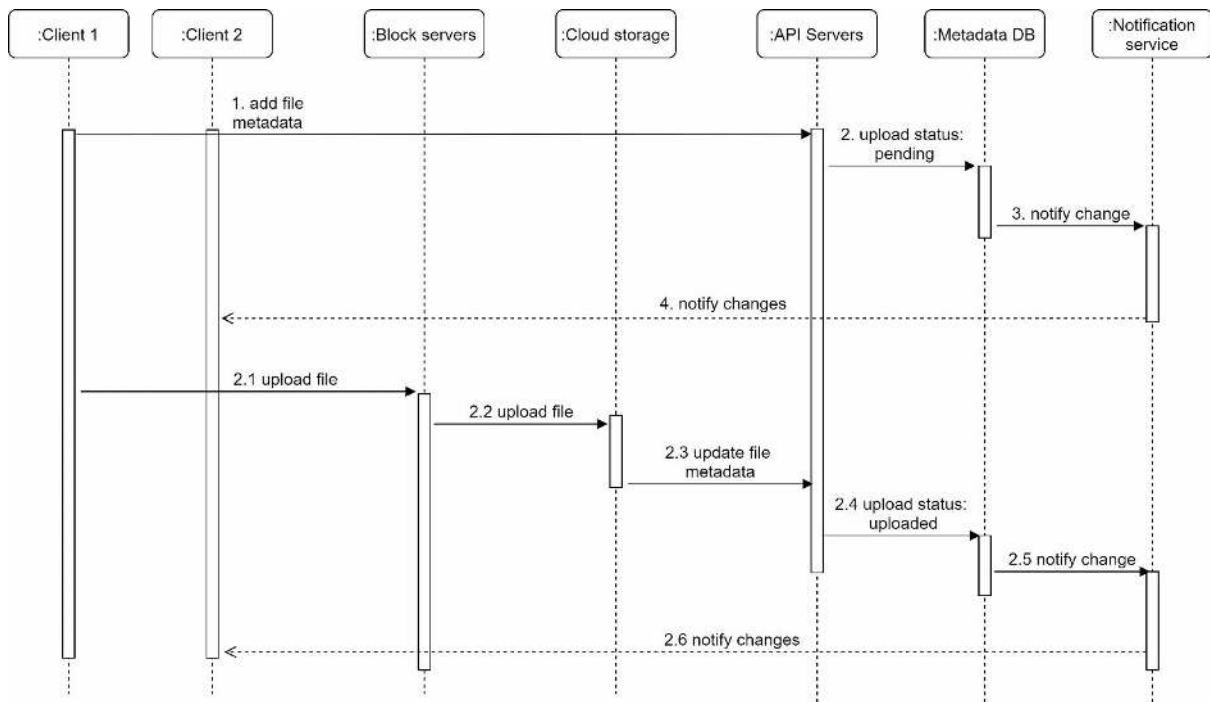 :Client 1
:Client 2
:Block servers
:Cloud storage
:API Servers
:Metadata DB
:Notification
service
1. add file
metadata
2. upload status:
pending
3. notify change
4. notify changes
2.1 upload file
2.2 upload file
2.3 update file
metadata
2.4 upload status:
uploaded
2.5 notify change
2.6 notify changes